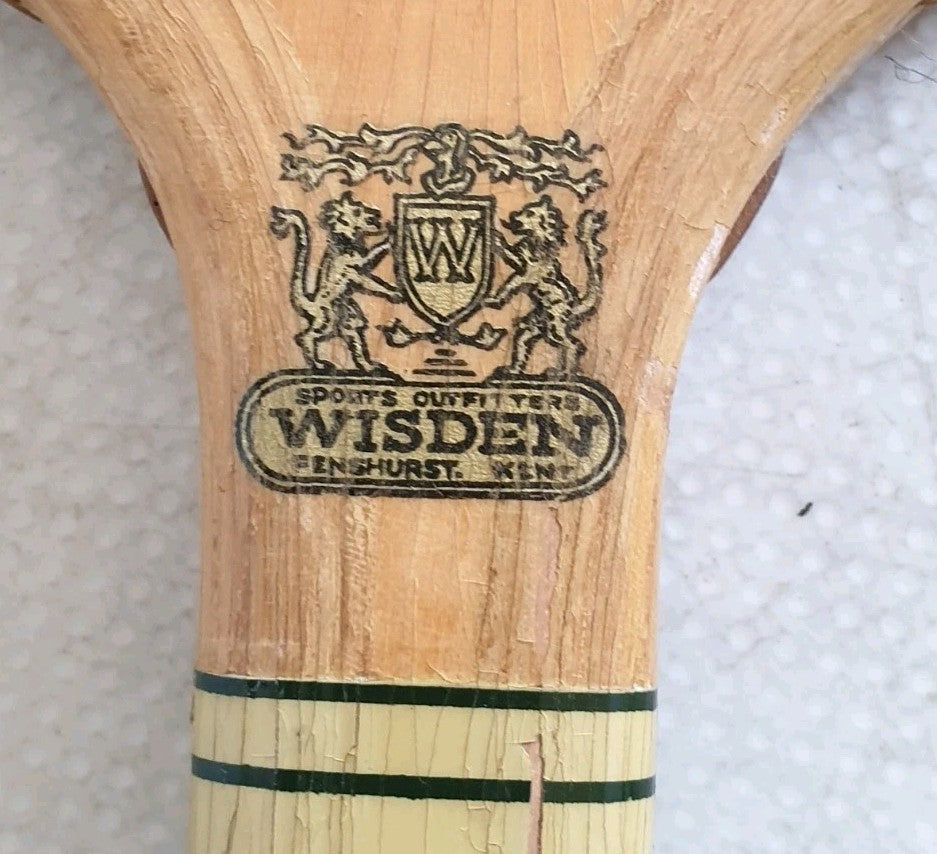 W
SPORTS OUTFITTERS
WISDEN
PENSHURST. KENT